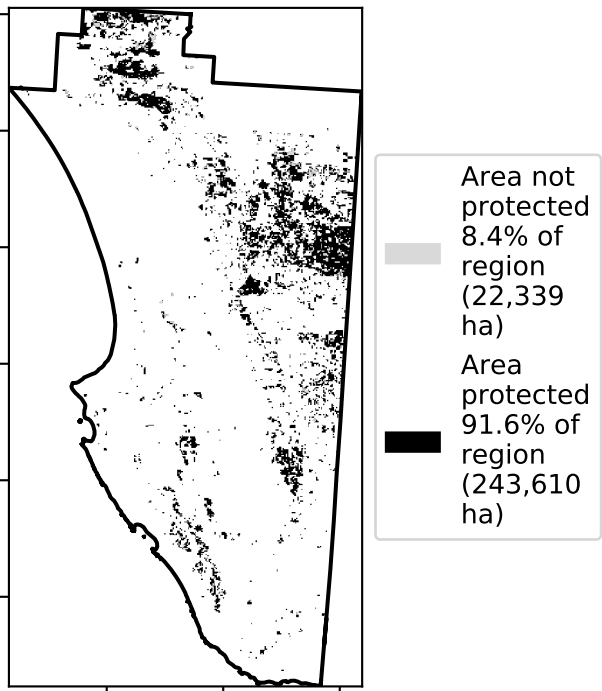 Area not
protected
8.4% of
region
(22,339
ha)
Area
protected
91.6% of
region
(243,610
ha)